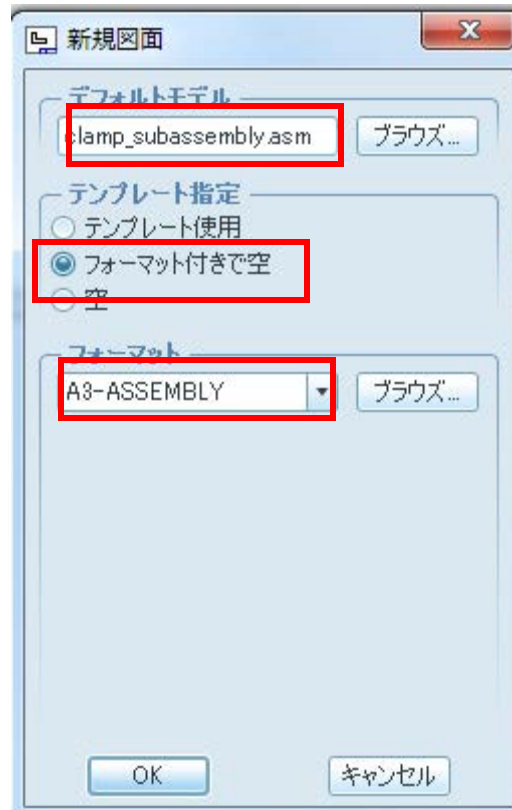 新規図面
デフォルトモデル
clamp_subassembly.asm ブラウズ...
テンプレート指定
テンプレート使用
フォーマット付きで空
空
フォーマット
A3-ASSEMBLY ブラウズ...
OK キャンセル